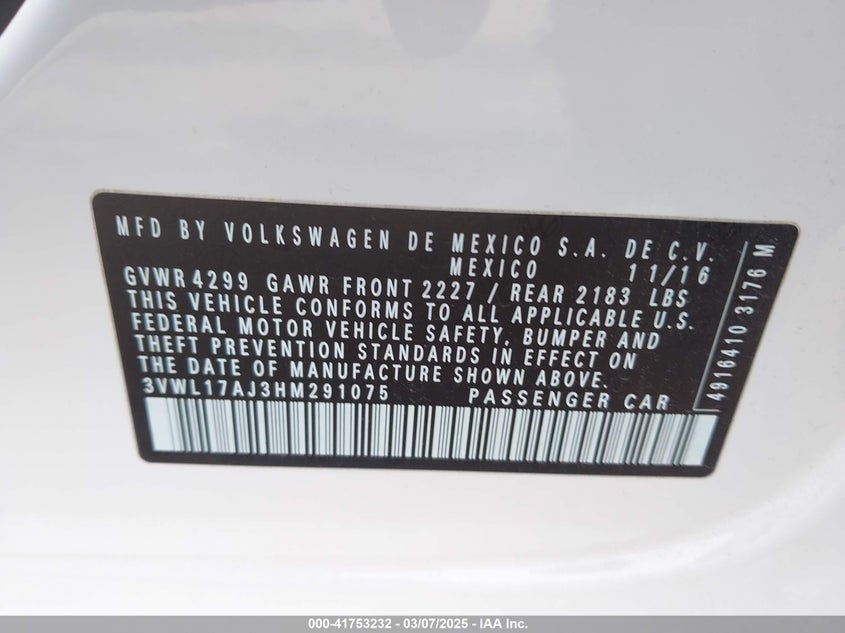 MFD BY VOLKSWAGEN DE MEXICO S.A. DE C.V.
MEXICO 11/16
GVWR 4299 GAWR FRONT 2227 / REAR 2183 LBS
THIS VEHICLE CONFORMS TO ALL APPLICABLE U.S.
FEDERAL MOTOR VEHICLE SAFETY, BUMPER AND
THEFT PREVENTION STANDARDS IN EFFECT ON
THE DATE OF MANUFACTURE SHOWN ABOVE.
3VWL17AJ3HM291075 PASSENGER CAR
4916410 3176 M
000-41753232 - 03/07/2025 - IAA Inc.